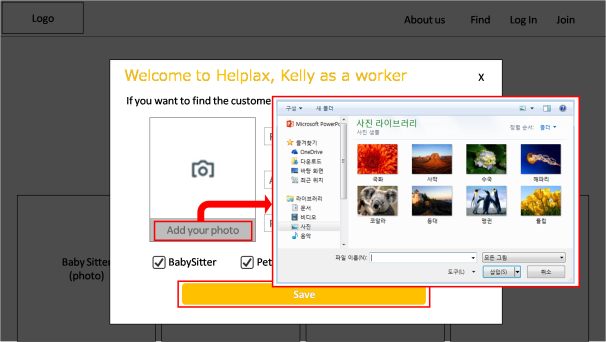 Logo
About us
Find
Log In
Join
Welcome to Helplax, Kelly as a worker
X
If you want to find the custome
Add your photo
BabySitter
Pet
Save
Baby Sitter
(photo)
구성
새 폴더
Microsoft PowerPo
즐겨찾기
OneDrive
다운로드
바탕 화면
최근 위치
라이브러리
문서
비디오
사진
음악
사진 라이브러리
사진 샘플
정렬 순서:
폴더
국화
사막
수국
해파리
코알라
등대
펭귄
튤립
파일 이름(N):
모든 그림
도구(L)
삽입(S)
취소